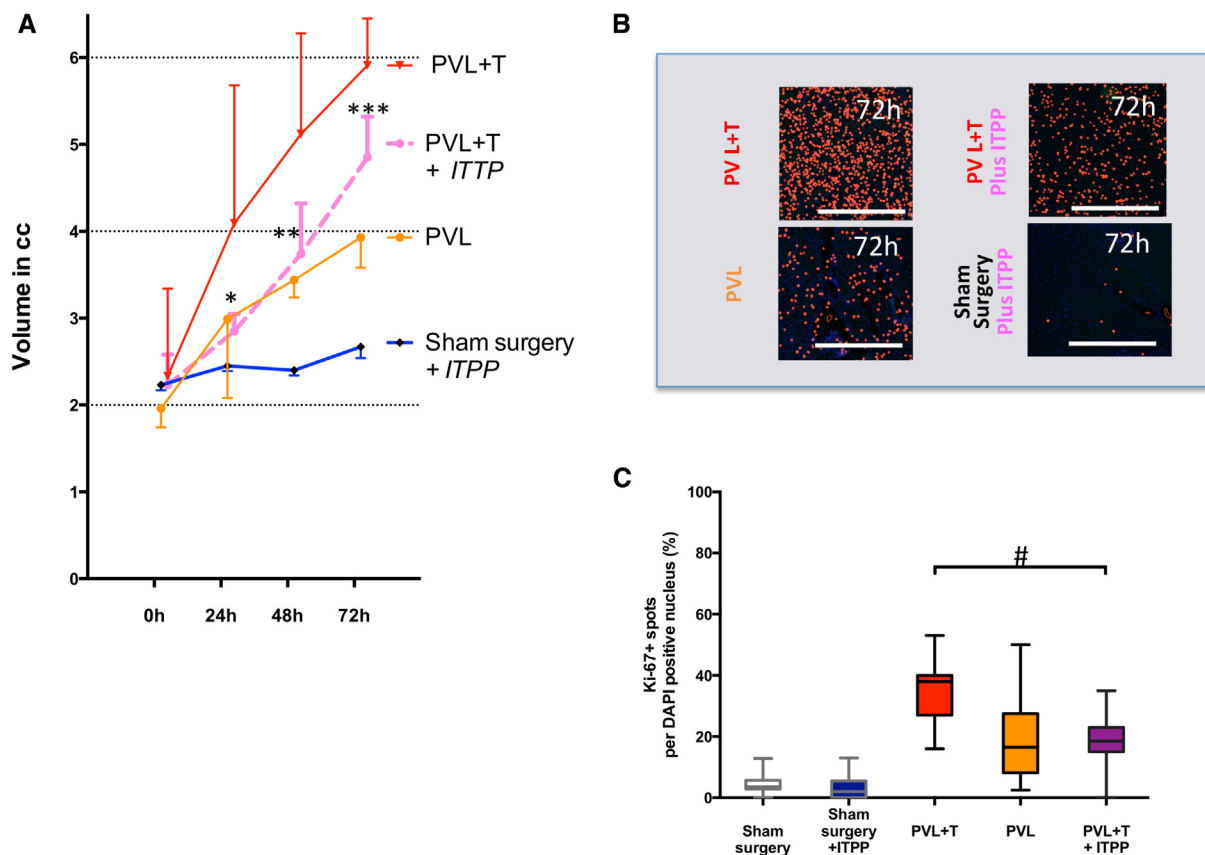 A
Volume in cc
6
5
4
3
2
1
0
0h
24h
48h
72h
PVL+T
PVL+T
+ ITTP
PVL
Sham surgery
+ ITPP
*
**
***
B
PV L+T
72h
PV L+T
Plus ITPP
72h
PVL
72h
Sham
Surgery
Plus ITPP
72h
C
Ki-67+ spots
per DAPI positive nucleus (%)
100
80
60
40
20
0
#
Sham
surgery
Sham
surgery
+ITPP
PVL+T
PVL
PVL+T
+ ITPP